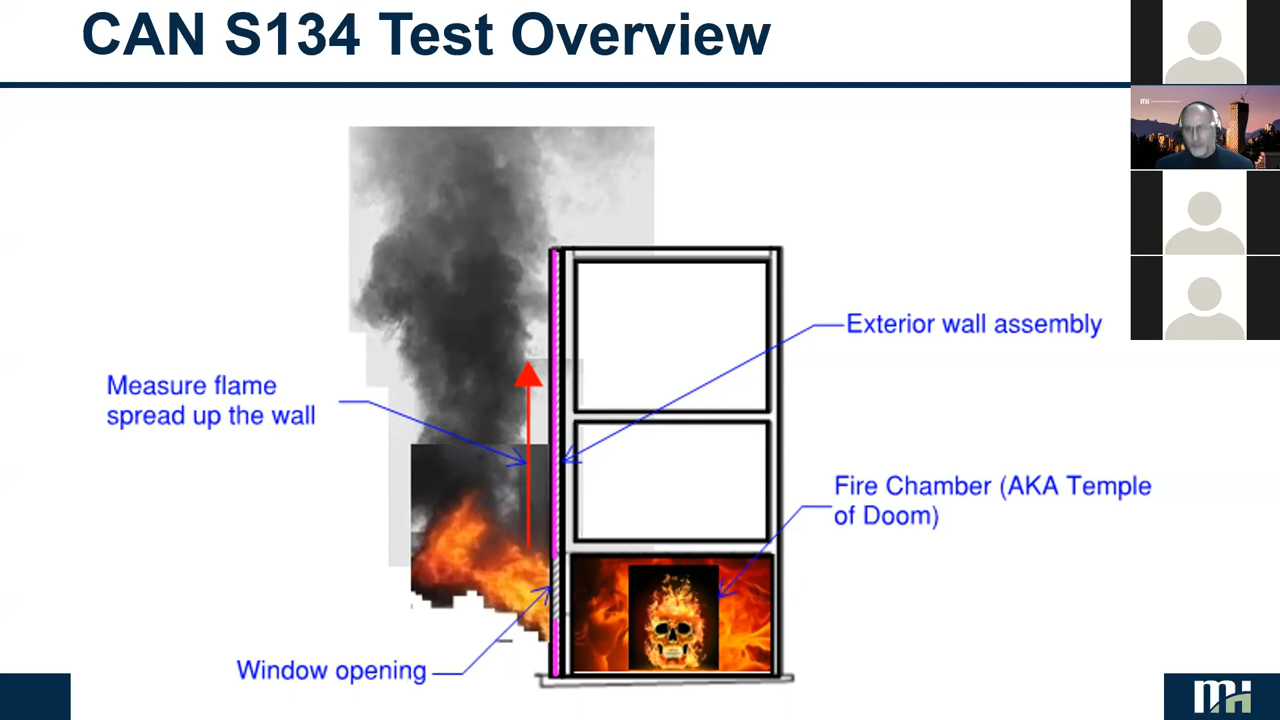 CAN S134 Test Overview
Exterior wall assembly
Measure flame
spread up the wall
Fire Chamber (AKA Temple
of Doom)
Window opening
mh